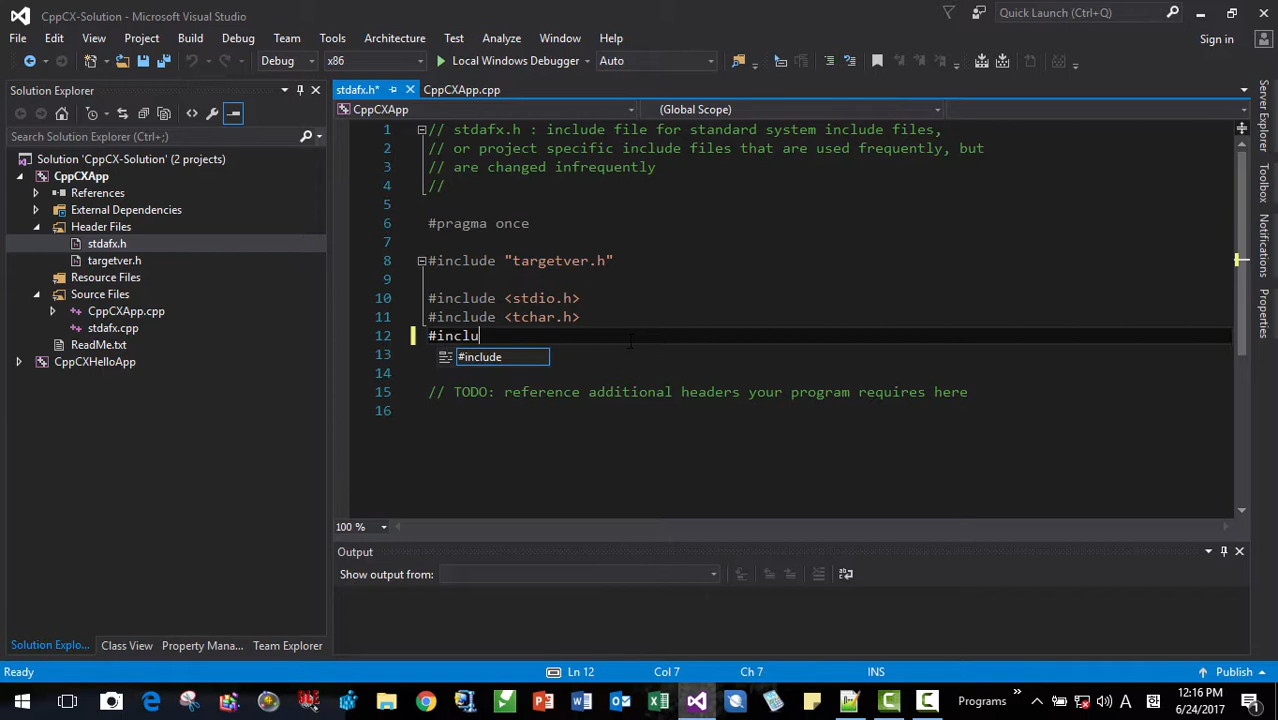 CppCX-Solution - Microsoft Visual Studio
Quick Launch (Ctrl+Q)
File Edit View Project Build Debug Team Tools Architecture Test Analyze Window Help
Sign in
Debug x86 Local Windows Debugger Auto
Solution Explorer
Search Solution Explorer (Ctrl+;)
Solution 'CppCX-Solution' (2 projects)
CppCXApp
References
External Dependencies
Header Files
stdafx.h
targetver.h
Resource Files
Source Files
CppCXApp.cpp
stdafx.cpp
ReadMe.txt
CppCXHelloApp
Solution Explo... Class View Property Mana... Team Explorer
stdafx.h* CppCXApp.cpp
CppCXApp (Global Scope)
1 // stdafx.h : include file for standard system include files,
2 // or project specific include files that are used frequently, but
3 // are changed infrequently
4 //
5
6 #pragma once
7
8 #include "targetver.h"
9
10 #include <stdio.h>
11 #include <tchar.h>
12 #inclu
13 #include
14
15 // TODO: reference additional headers your program requires here
16
100 %
Output
Show output from:
Server Explorer
Toolbox
Notifications
Properties
Ready Ln 12 Col 7 Ch 7 INS Publish
Programs A 한 12:16 PM
6/24/2017